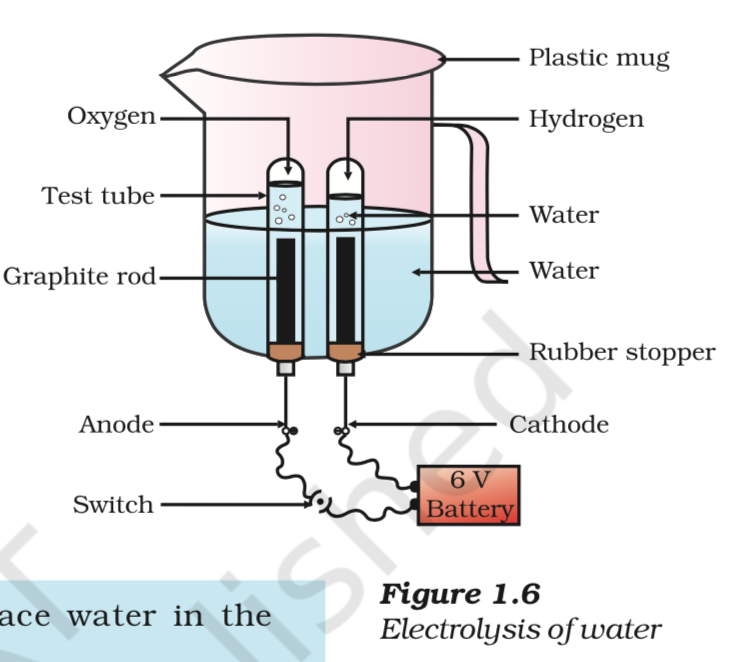 Plastic mug
Oxygen
Hydrogen
Test tube
Water
Graphite rod
Water
Rubber stopper
Anode
Cathode
6 V
Battery
Switch
Figure 1.6
Electrolysis of water
ace water in the
lished